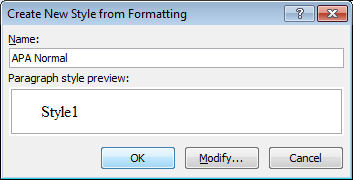 Create New Style from Formatting
Name:
APA Normal
Paragraph style preview:
Style1
OK
Modify...
Cancel